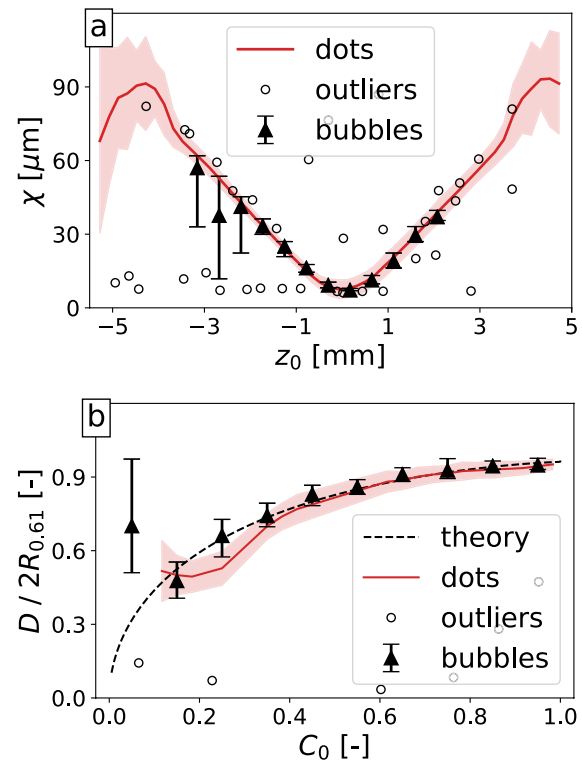 a
dots
outliers
bubbles
χ [μm]
90
60
30
0
−5 −3 −1 1 3 5
z₀ [mm]
b
D / 2R₀.₆₁ [-]
0.9
0.6
0.3
0.0
theory
dots
outliers
bubbles
0.0 0.2 0.4 0.6 0.8 1.0
C₀ [-]